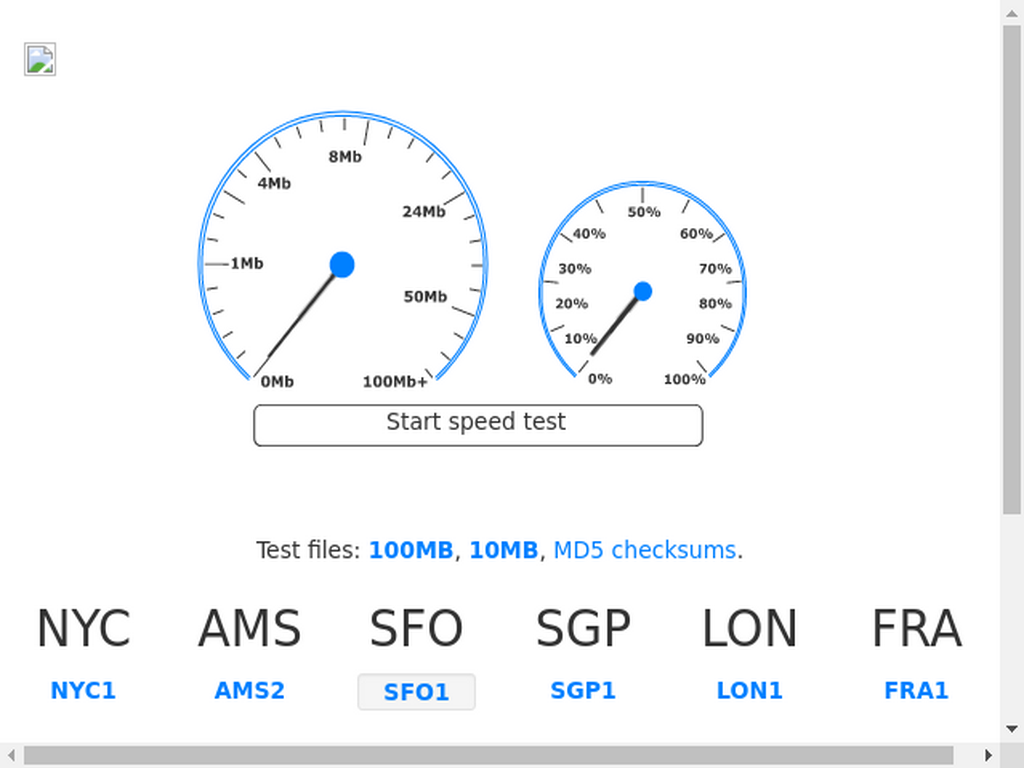 8Mb
4Mb
24Mb
1Mb
50Mb
0Mb
100Mb+
50%
40%
60%
30%
70%
20%
80%
10%
90%
0%
100%
Start speed test
Test files: 100MB, 10MB, MD5 checksums.
NYC AMS SFO SGP LON FRA
NYC1 AMS2 SFO1 SGP1 LON1 FRA1